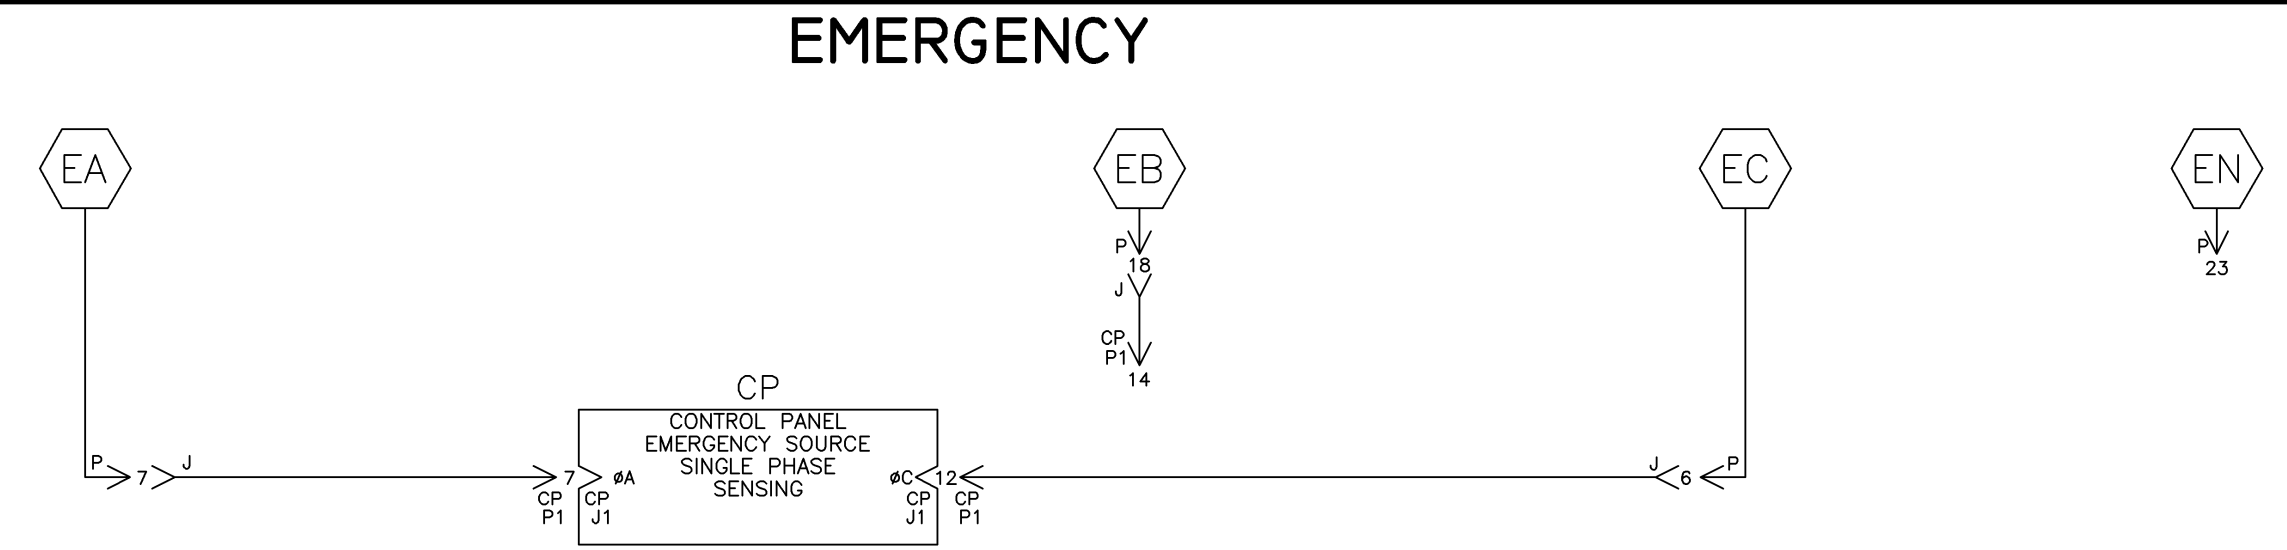 EMERGENCY
EA
EB
EC
EN
P
18
J
P
23
CP
P1
14
CP
CONTROL PANEL
EMERGENCY SOURCE
SINGLE PHASE
SENSING
P
7
J
7
øA
øC
12
J
6
P
CP
P1
CP
J1
CP
J1
CP
P1